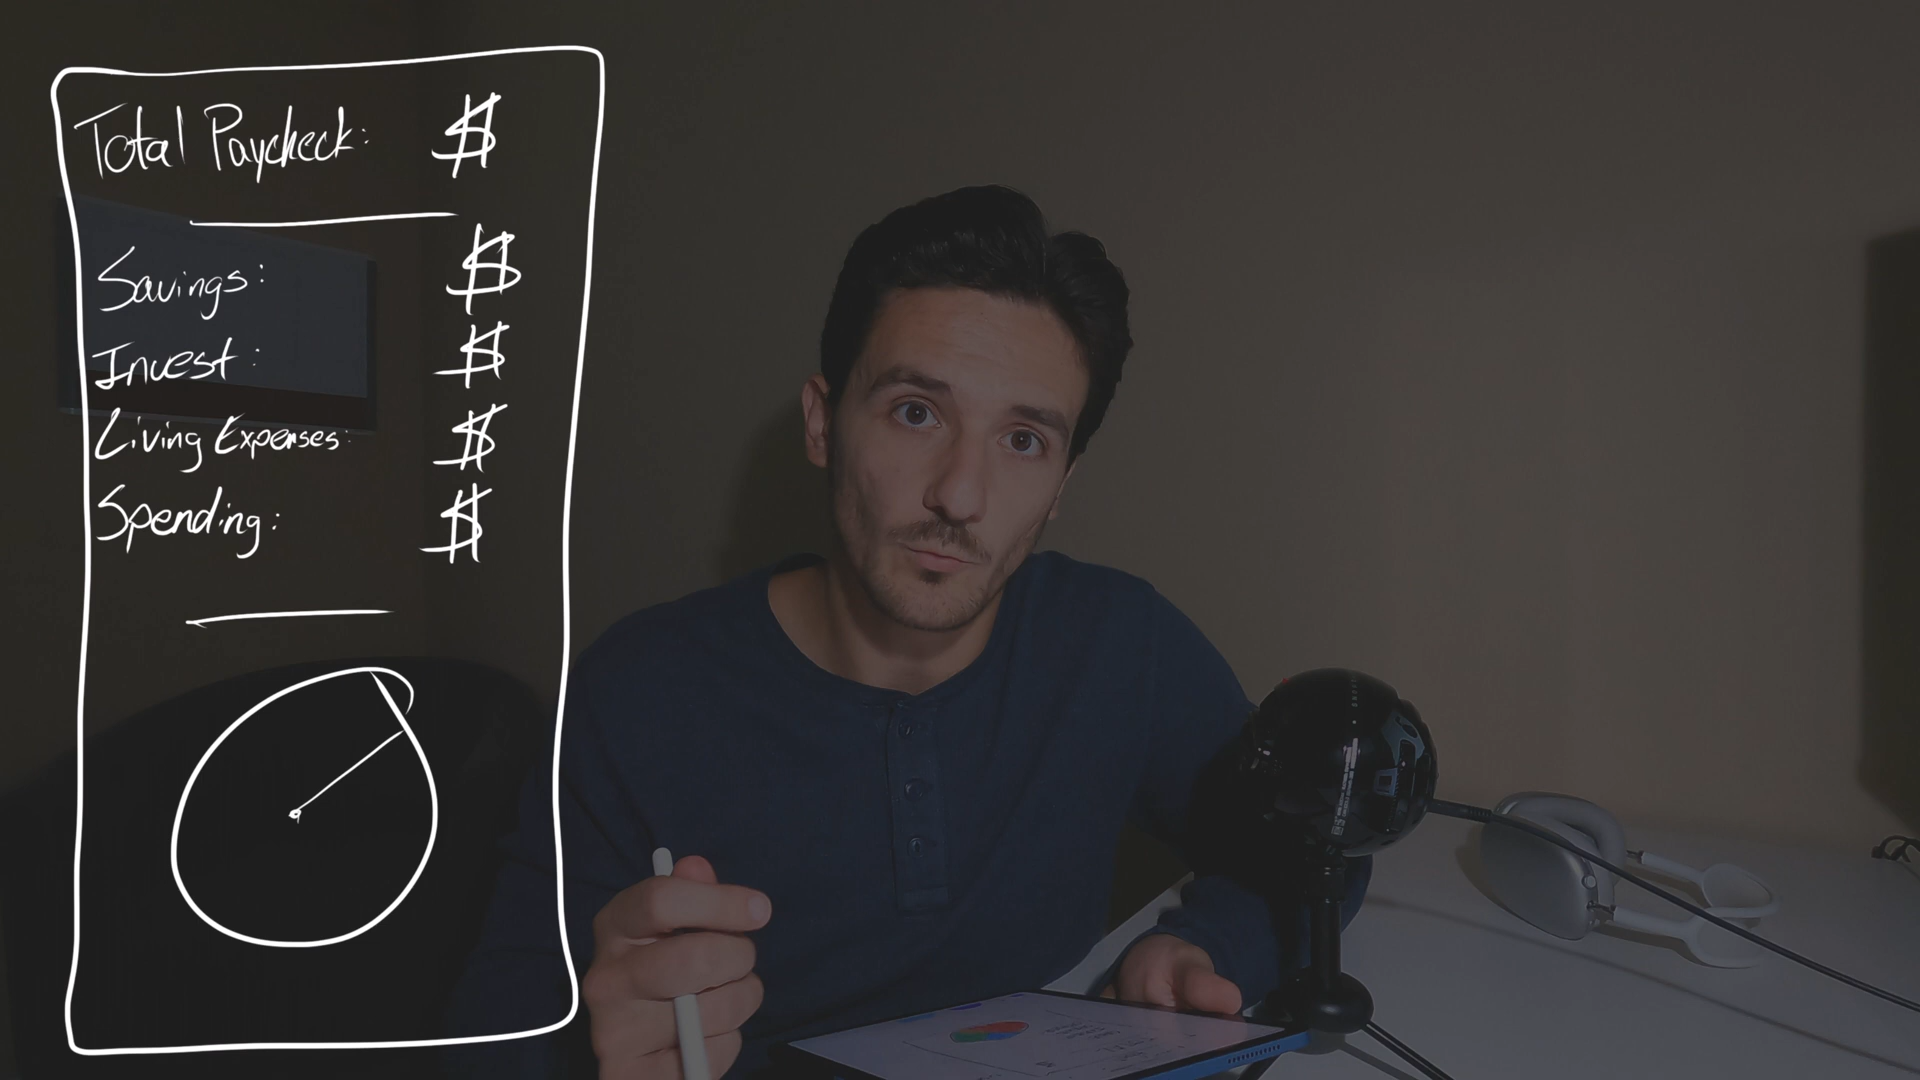 Total Paycheck: $
Savings: $
Invest: $
Living Expenses: $
Spending: $